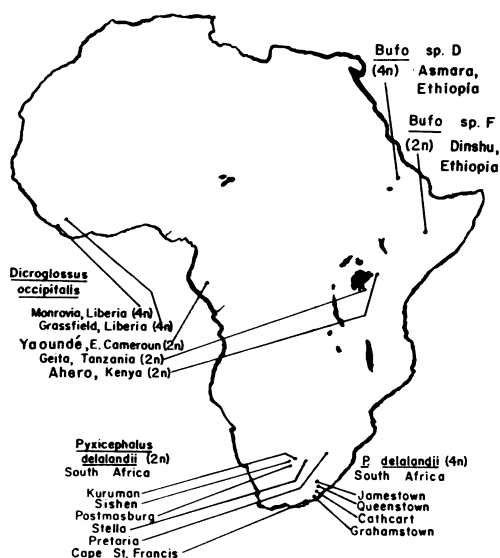 Bufo sp. D
(4n) Asmara,
Ethiopia
Bufo sp. F
(2n) Dinshu,
Ethiopia
Dicroglossus
occipitalis
Monrovia, Liberia (4n)
Grassfield, Liberia (4n)
Yaoundé, E. Cameroun (2n)
Geita, Tanzania (2n)
Ahero, Kenya (2n)
Pyxicephalus
delalandii (2n)
South Africa
Kuruman
Sishen
Postmasburg
Stella
Pretaria
Cape St. Francis
P. delalandii (4n)
South Africa
Jamestown
Queenstown
Cathcart
Grahamstown